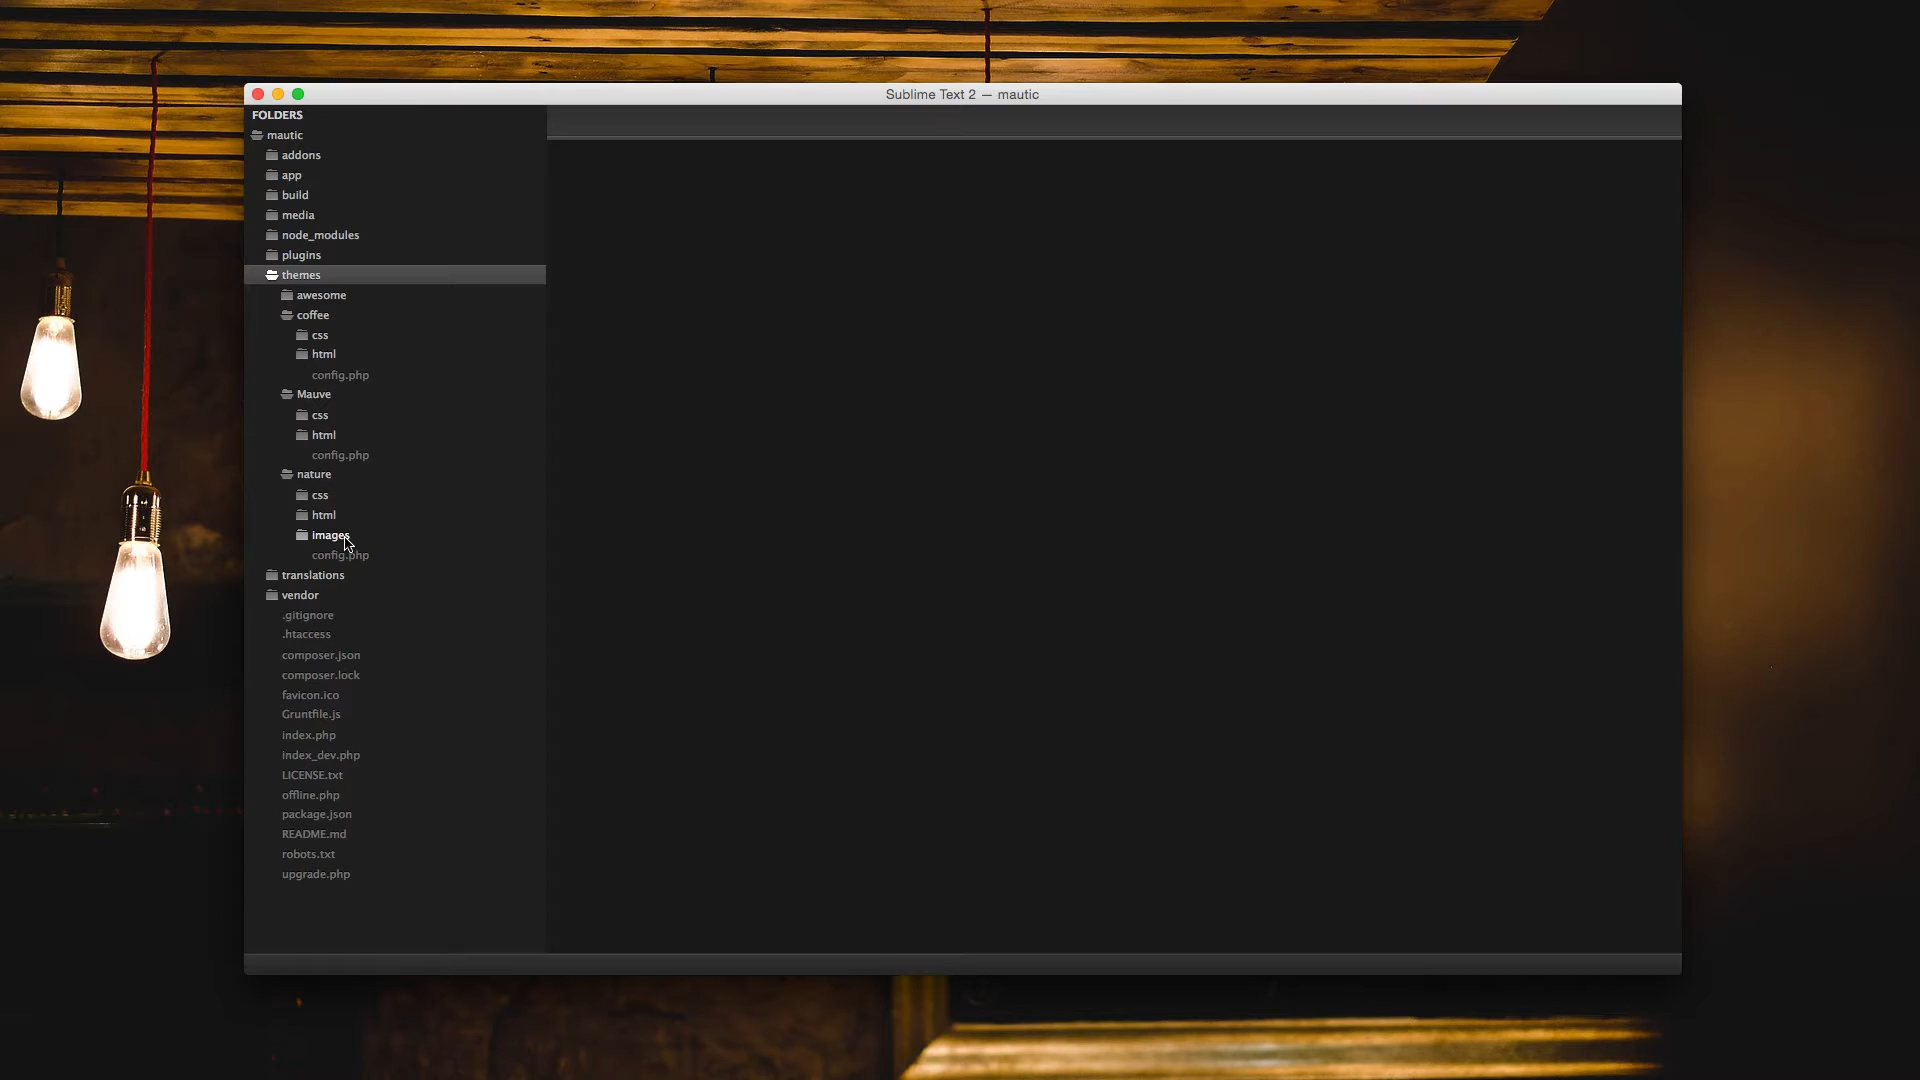 Sublime Text 2 — mautic
FOLDERS
mautic
addons
app
build
media
node_modules
plugins
themes
awesome
coffee
css
html
config.php
Mauve
css
html
config.php
nature
css
html
images
config.php
translations
vendor
.gitignore
.htaccess
composer.json
composer.lock
favicon.ico
Gruntfile.js
index.php
index_dev.php
LICENSE.txt
offline.php
package.json
README.md
robots.txt
upgrade.php